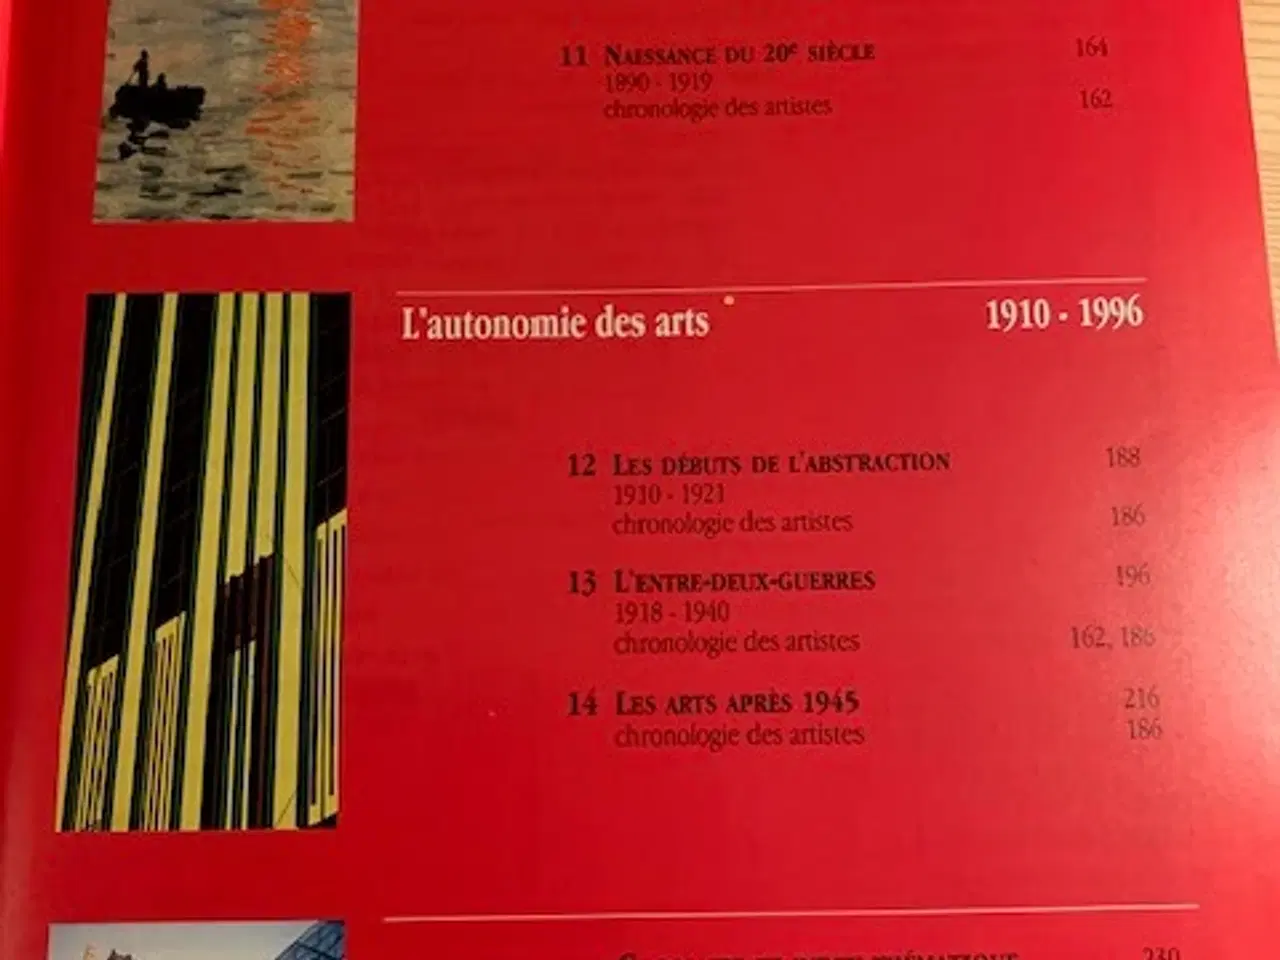 11 NAISSANCE DU 20e SIÈCLE 164
1890 - 1919
chronologie des artistes 162
L'autonomie des arts 1910 - 1996
12 LES DÉBUTS DE L'ABSTRACTION 188
1910 - 1921
chronologie des artistes 186
13 L'ENTRE-DEUX-GUERRES 196
1918 - 1940
chronologie des artistes 162, 186
14 LES ARTS APRÈS 1945 216
chronologie des artistes 186
230